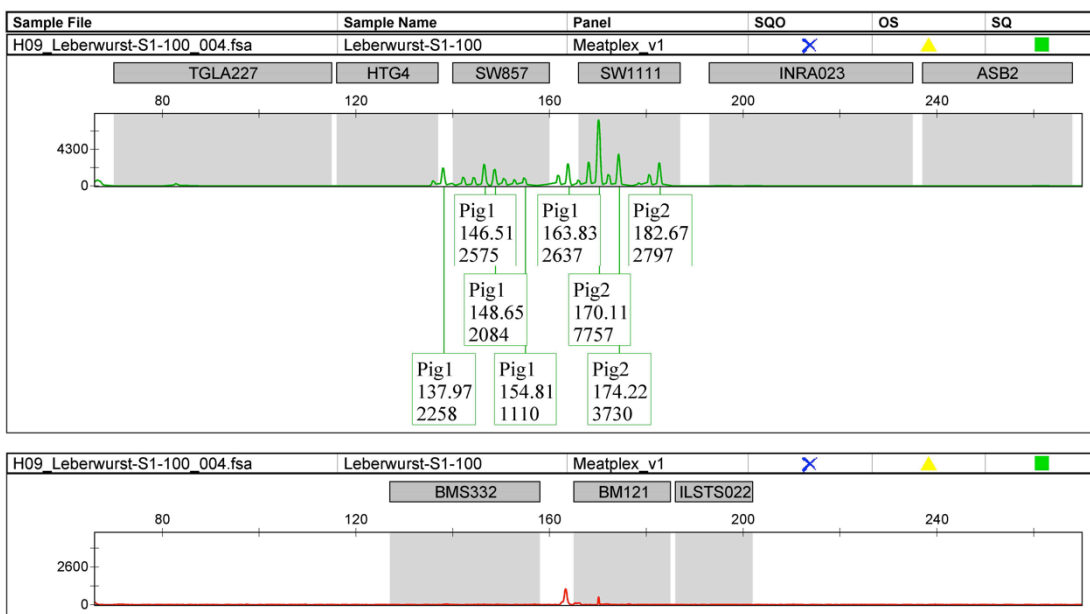 Sample File Sample Name Panel SQO OS SQ
H09_Leberwurst-S1-100_004.fsa Leberwurst-S1-100 Meatplex_v1
TGLA227 HTG4 SW857 SW1111 INRA023 ASB2
80 120 160 200 240
4300
0
Pig1 Pig1 Pig2
146.51 163.83 182.67
2575 2637 2797
Pig1 Pig2
148.65 170.11
2084 7757
Pig1 Pig1 Pig2
137.97 154.81 174.22
2258 1110 3730
H09_Leberwurst-S1-100_004.fsa Leberwurst-S1-100 Meatplex_v1
BMS332 BM121 ILSTS022
80 120 160 200 240
2600
0